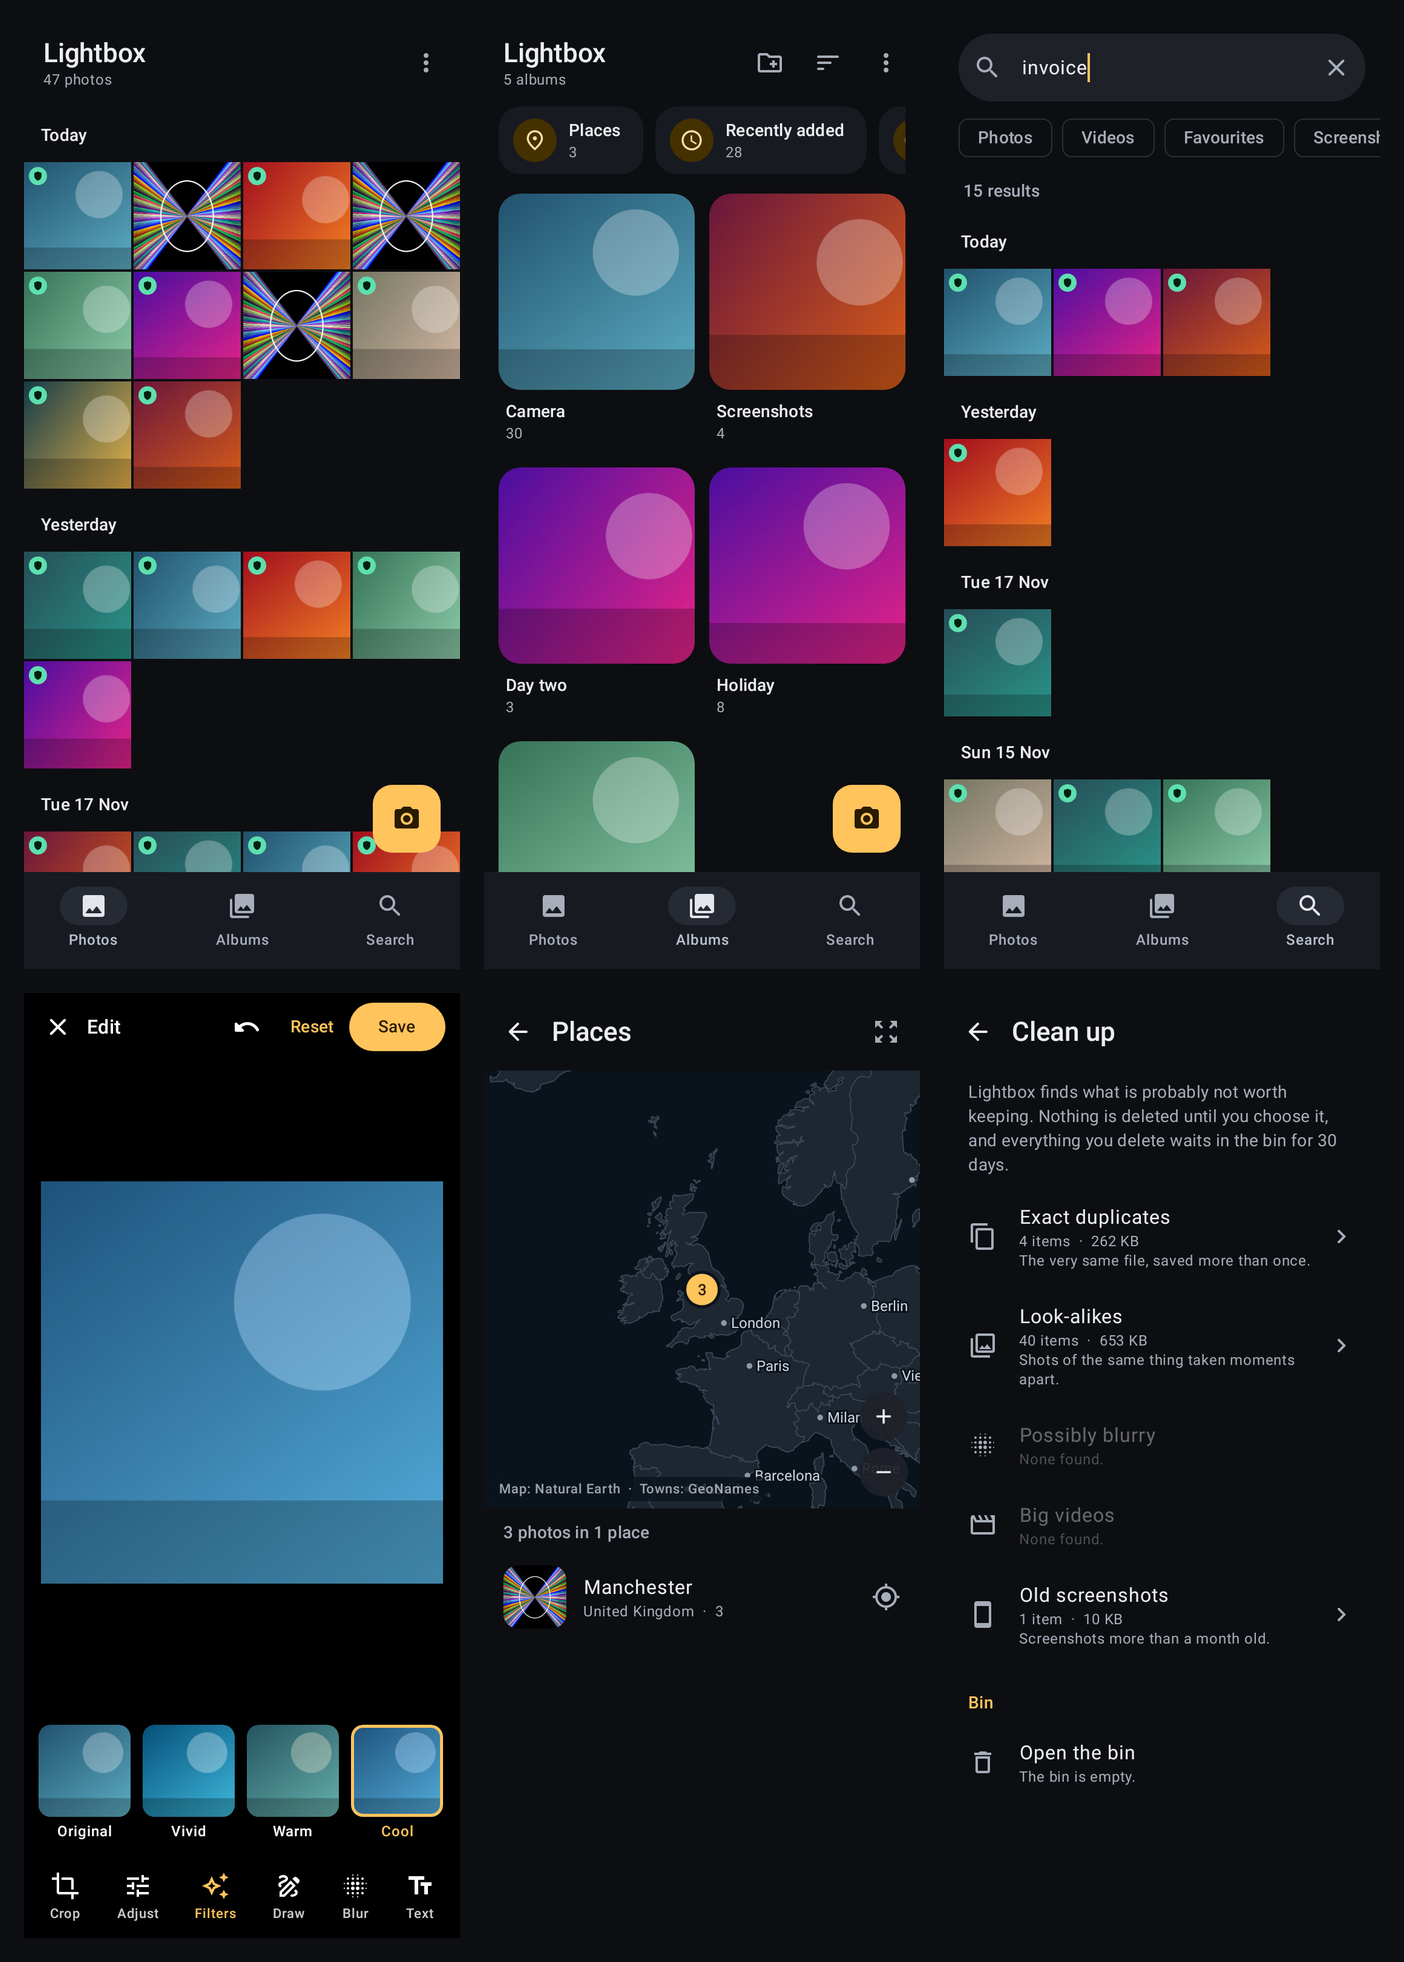 Lightbox
47 photos
Today
Yesterday
Tue 17 Nov
Photos
Albums
Search
Lightbox
5 albums
Places
3
Recently added
28
Camera
30
Screenshots
4
Day two
3
Holiday
8
Photos
Albums
Search
invoice
Photos
Videos
Favourites
Screensh
15 results
Today
Yesterday
Tue 17 Nov
Sun 15 Nov
Photos
Albums
Search
Edit
Reset
Save
Original
Vivid
Warm
Cool
Crop
Adjust
Filters
Draw
Blur
Text
Places
3
Berlin
London
Paris
Vie
Milar
Rome
Barcelona
Map: Natural Earth · Towns: GeoNames
3 photos in 1 place
Manchester
United Kingdom · 3
Clean up
Lightbox finds what is probably not worth
keeping. Nothing is deleted until you choose it,
and everything you delete waits in the bin for 30
days.
Exact duplicates
4 items · 262 KB
The very same file, saved more than once.
Look-alikes
40 items · 653 KB
Shots of the same thing taken moments
apart.
Possibly blurry
None found.
Big videos
None found.
Old screenshots
1 item · 10 KB
Screenshots more than a month old.
Bin
Open the bin
The bin is empty.